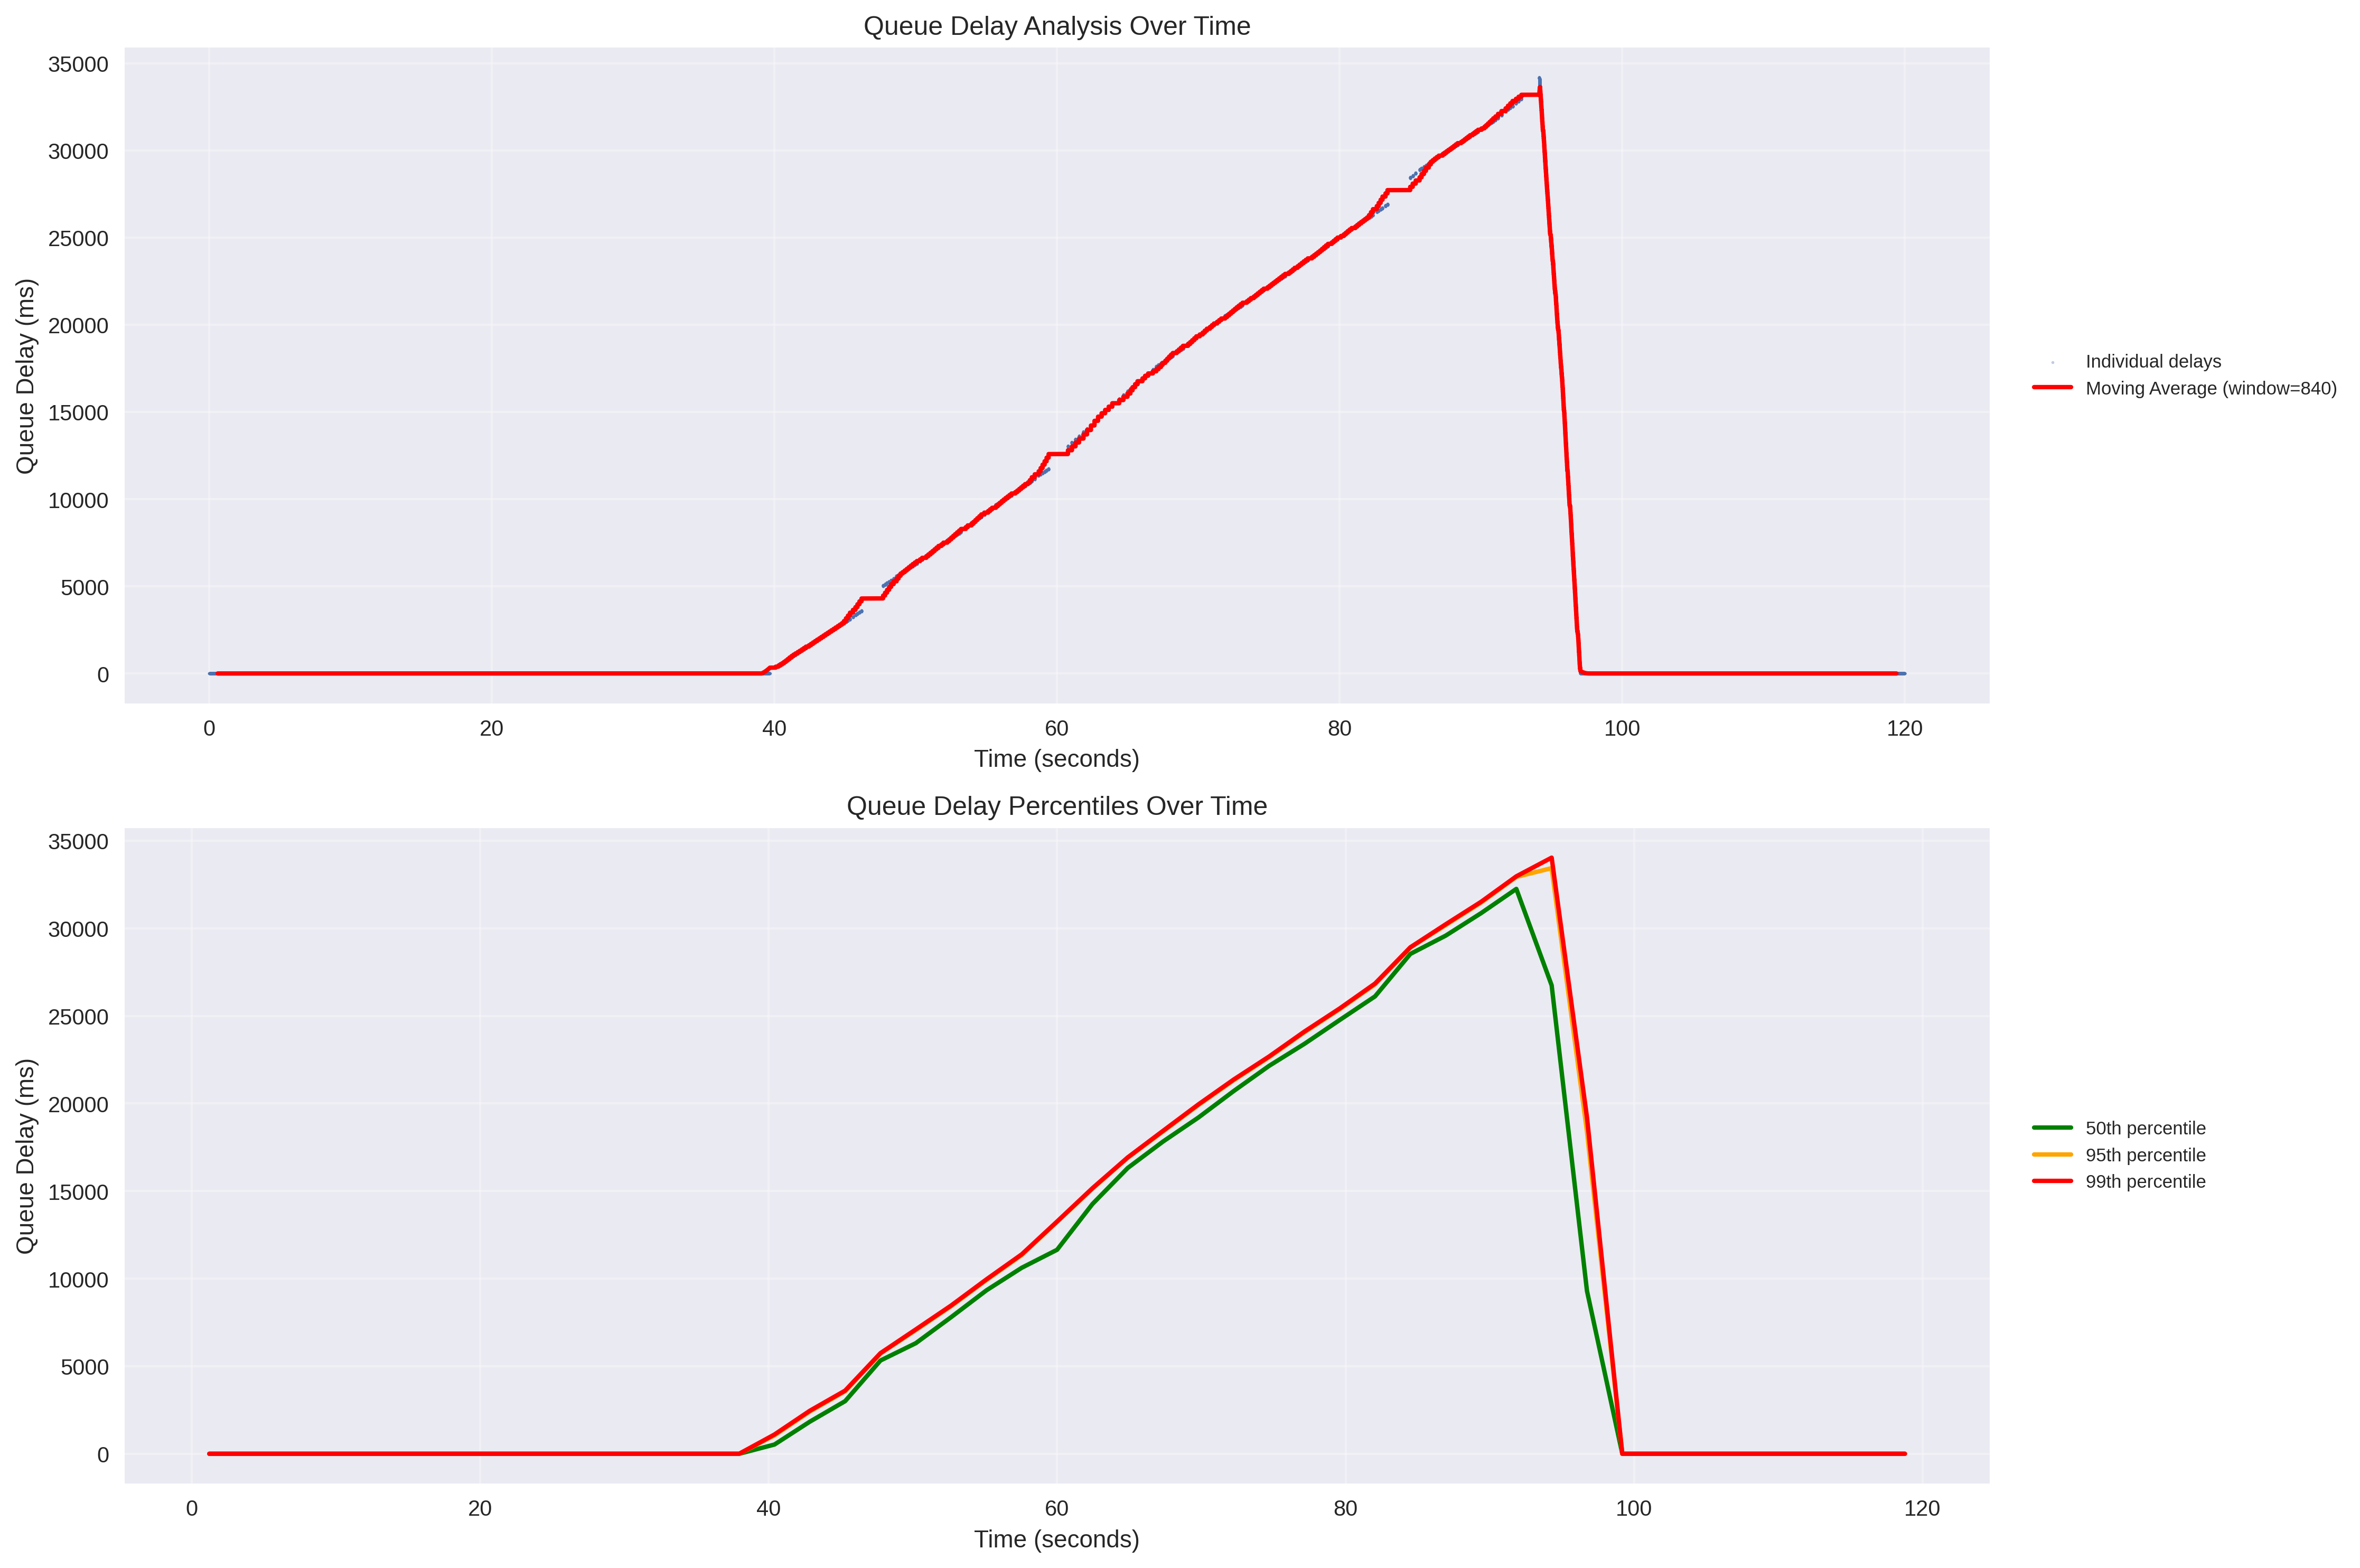 Queue Delay Analysis Over Time
35000
30000
25000
20000
15000
10000
5000
0
Queue Delay (ms)
0 20 40 60 80 100 120
Time (seconds)
Individual delays
Moving Average (window=840)
Queue Delay Percentiles Over Time
35000
30000
25000
20000
15000
10000
5000
0
Queue Delay (ms)
0 20 40 60 80 100 120
Time (seconds)
50th percentile
95th percentile
99th percentile